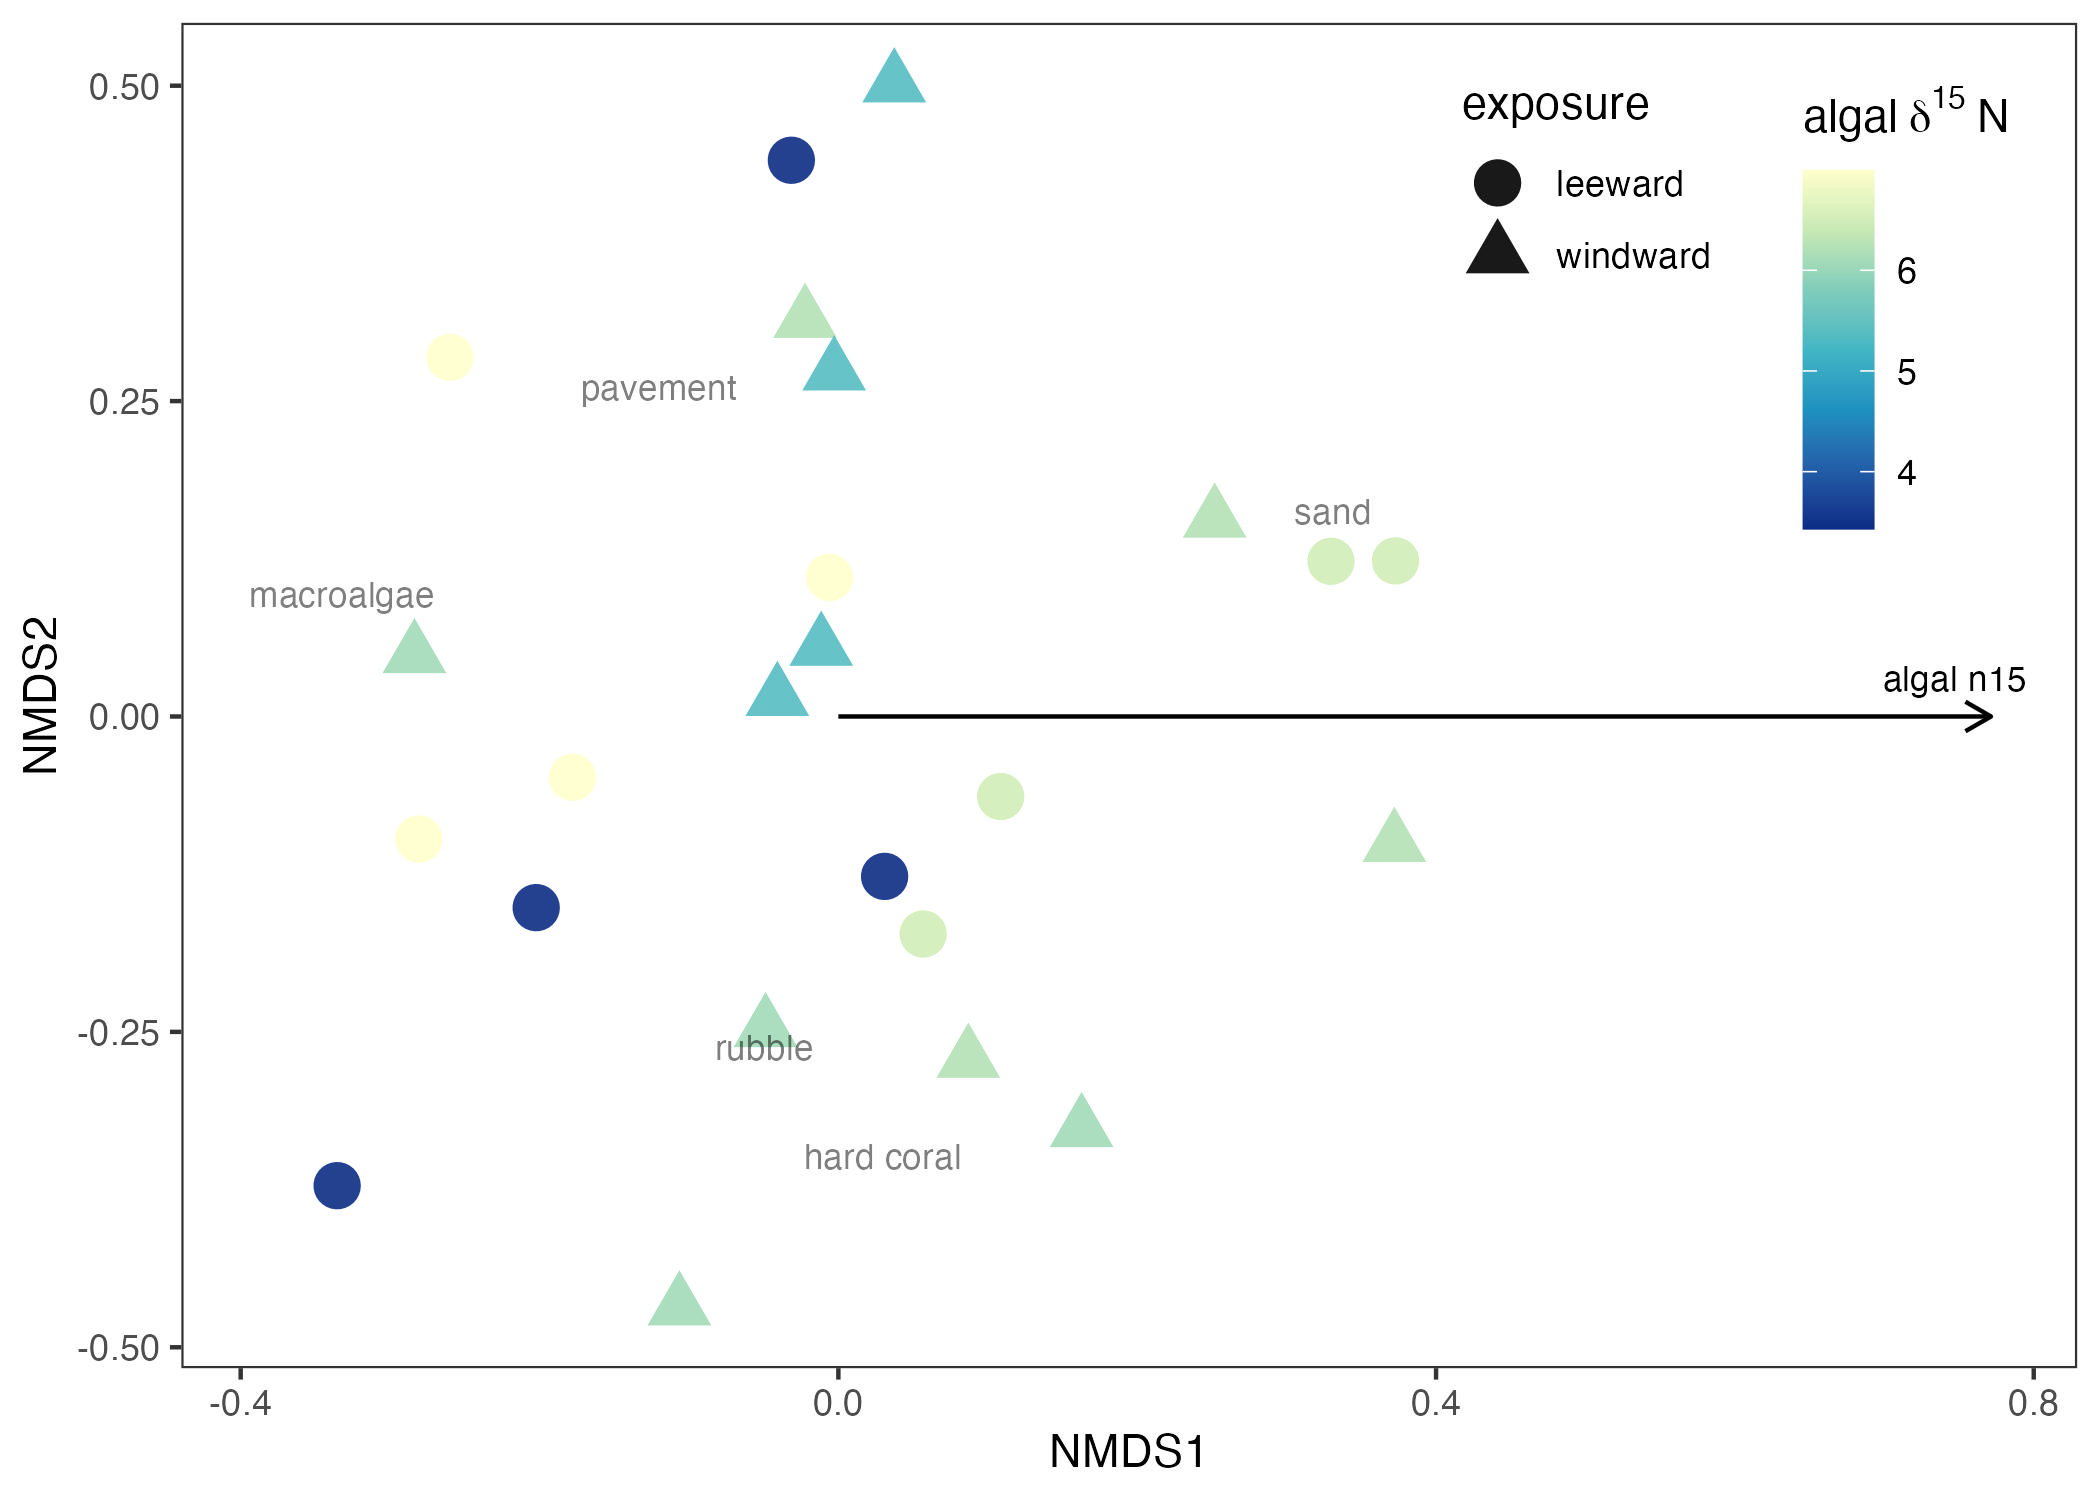 exposure
leeward
windward
algal δ15 N
6
5
4
0.50
0.25
0.00
-0.25
-0.50
NMDS2
pavement
sand
macroalgae
algal n15
rubble
hard coral
-0.4 0.0 0.4 0.8
NMDS1